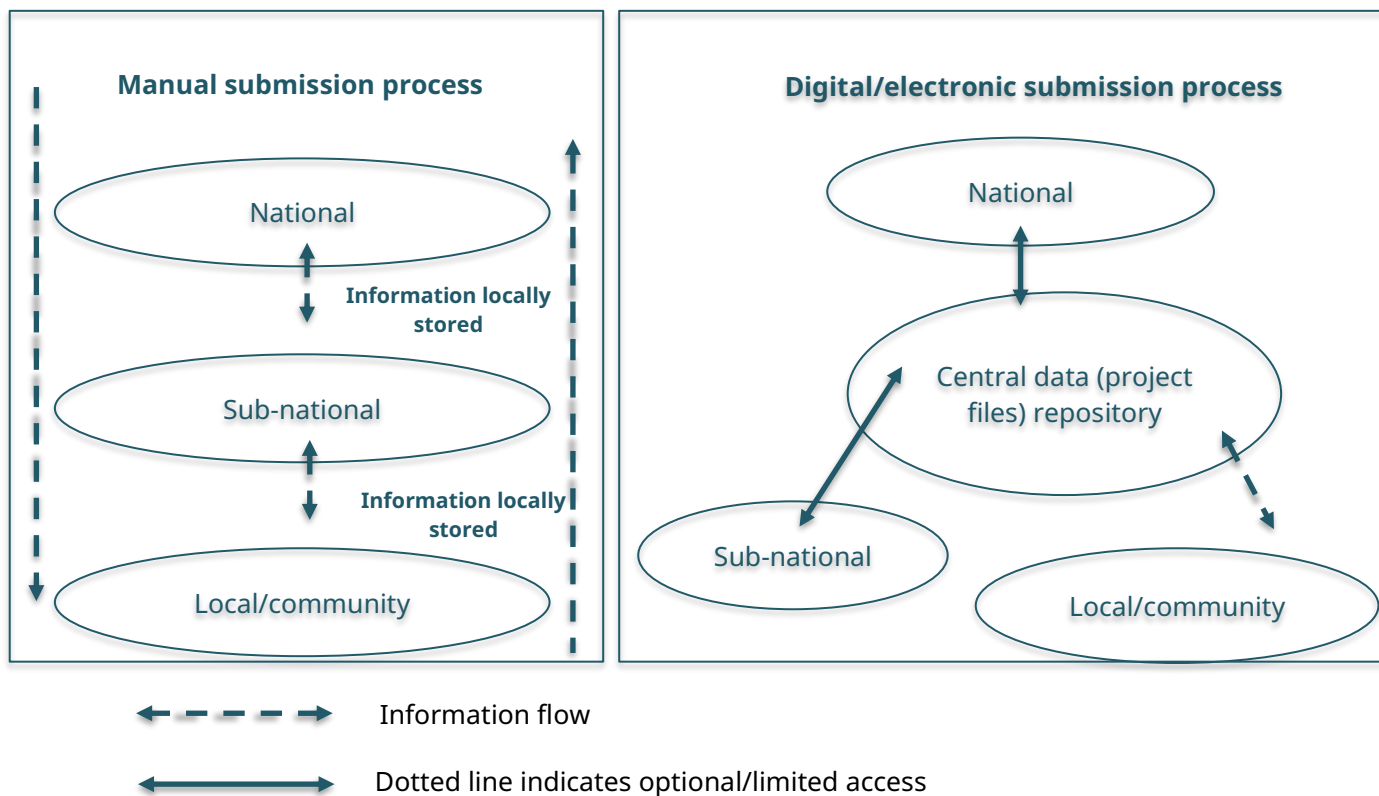 Manual submission process
National
Information locally
stored
Sub-national
Information locally
stored
Local/community
Digital/electronic submission process
National
Central data (project
files) repository
Sub-national
Local/community
Information flow
Dotted line indicates optional/limited access